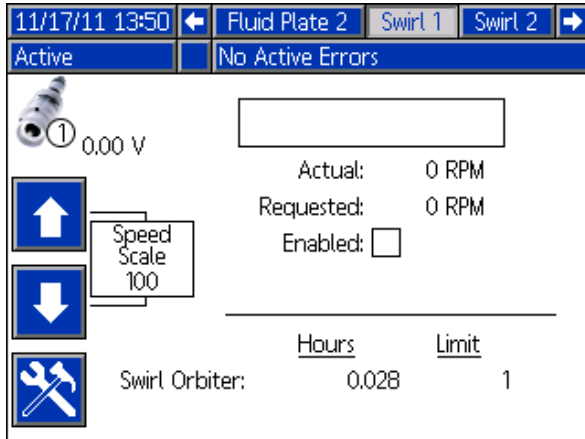 11/17/11 13:50 Fluid Plate 2 Swirl 1 Swirl 2
Active No Active Errors
1 0.00 V
Actual: 0 RPM
Requested: 0 RPM
Enabled:
Speed
Scale
100
Hours Limit
Swirl Orbiter: 0.028 1